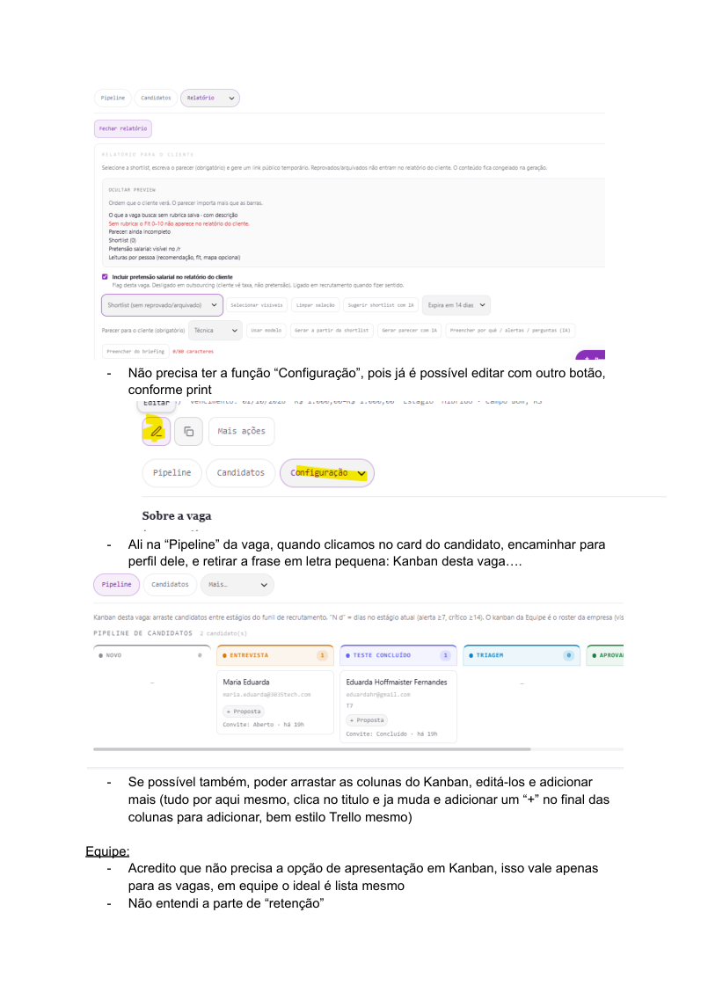 Pipeline Candidatos Relatório
Fechar relatório
RELATÓRIO PARA O CLIENTE
Selecione a shortlist, escreva o parecer (obrigatório) e gere um link público temporário. Reprovados/arquivados não entram no relatório do cliente. O conteúdo fica congelado na geração.
OCULTAR PREVIEW
Ordem que o cliente verá. O parecer importa mais que as barras.
O que a vaga busca: sem rubrica salva · com descrição
Sem rubrica: o Fit 0–10 não aparece no relatório do cliente.
Parecer: ainda incompleto
Shortlist (0)
Pretensão salarial: visível no /r
Leituras por pessoa (recomendação, fit, mapa opcional)
Incluir pretensão salarial no relatório do cliente
Flag desta vaga. Desligado em outsourcing (cliente vê taxa, não pretensão). Ligado em recrutamento quando fizer sentido.
Shortlist (sem reprovado/arquivado) Selecionar visíveis Limpar seleção Sugerir shortlist com IA Expira em 14 dias
Parecer para o cliente (obrigatório) Técnica Usar modelo Gerar a partir da shortlist Gerar parecer com IA Preencher por quê / alertas / perguntas (IA)
Preencher do briefing 0/80 caracteres
- Não precisa ter a função “Configuração”, pois já é possível editar com outro botão,
conforme print
Editar Vencimento: 01/10/2026 R$ 1.000,00–R$ 2.000,00 Estágio Híbrido · Campo Bom, RS
Mais ações
Pipeline Candidatos Configuração
Sobre a vaga
- Ali na “Pipeline” da vaga, quando clicamos no card do candidato, encaminhar para
perfil dele, e retirar a frase em letra pequena: Kanban desta vaga….
Pipeline Candidatos Mais…
Kanban desta vaga: arraste candidatos entre estágios do funil de recrutamento. "N d" = dias no estágio atual (alerta ≥7, crítico ≥14). O kanban da Equipe é o roster da empresa (vis
PIPELINE DE CANDIDATOS 2 candidato(s)
NOVO 0 ENTREVISTA 1 TESTE CONCLUÍDO 1 TRIAGEM 0 APROVA
— Maria Eduarda Eduarda Hoffmaister Fernandes —
maria.eduarda@3035tech.com eduardahr@gmail.com
T7
+ Proposta + Proposta
Convite: Aberto · há 19h Convite: Concluído · há 19h
- Se possível também, poder arrastar as colunas do Kanban, editá-los e adicionar
mais (tudo por aqui mesmo, clica no titulo e ja muda e adicionar um “+” no final das
colunas para adicionar, bem estilo Trello mesmo)
Equipe:
- Acredito que não precisa a opção de apresentação em Kanban, isso vale apenas
para as vagas, em equipe o ideal é lista mesmo
- Não entendi a parte de “retenção”